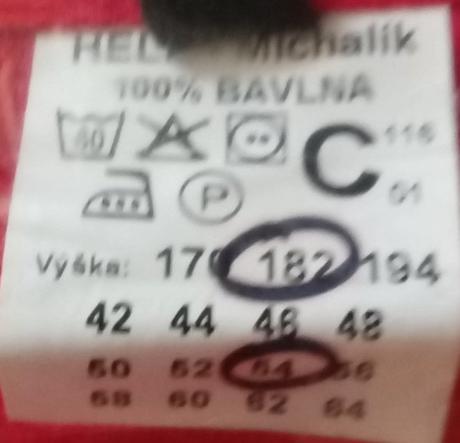 Michalík
100% BAVLNA
60
C 116
P 01
Výška: 170 182 194
42 44 46 48
50 52 54 56
58 60 62 64